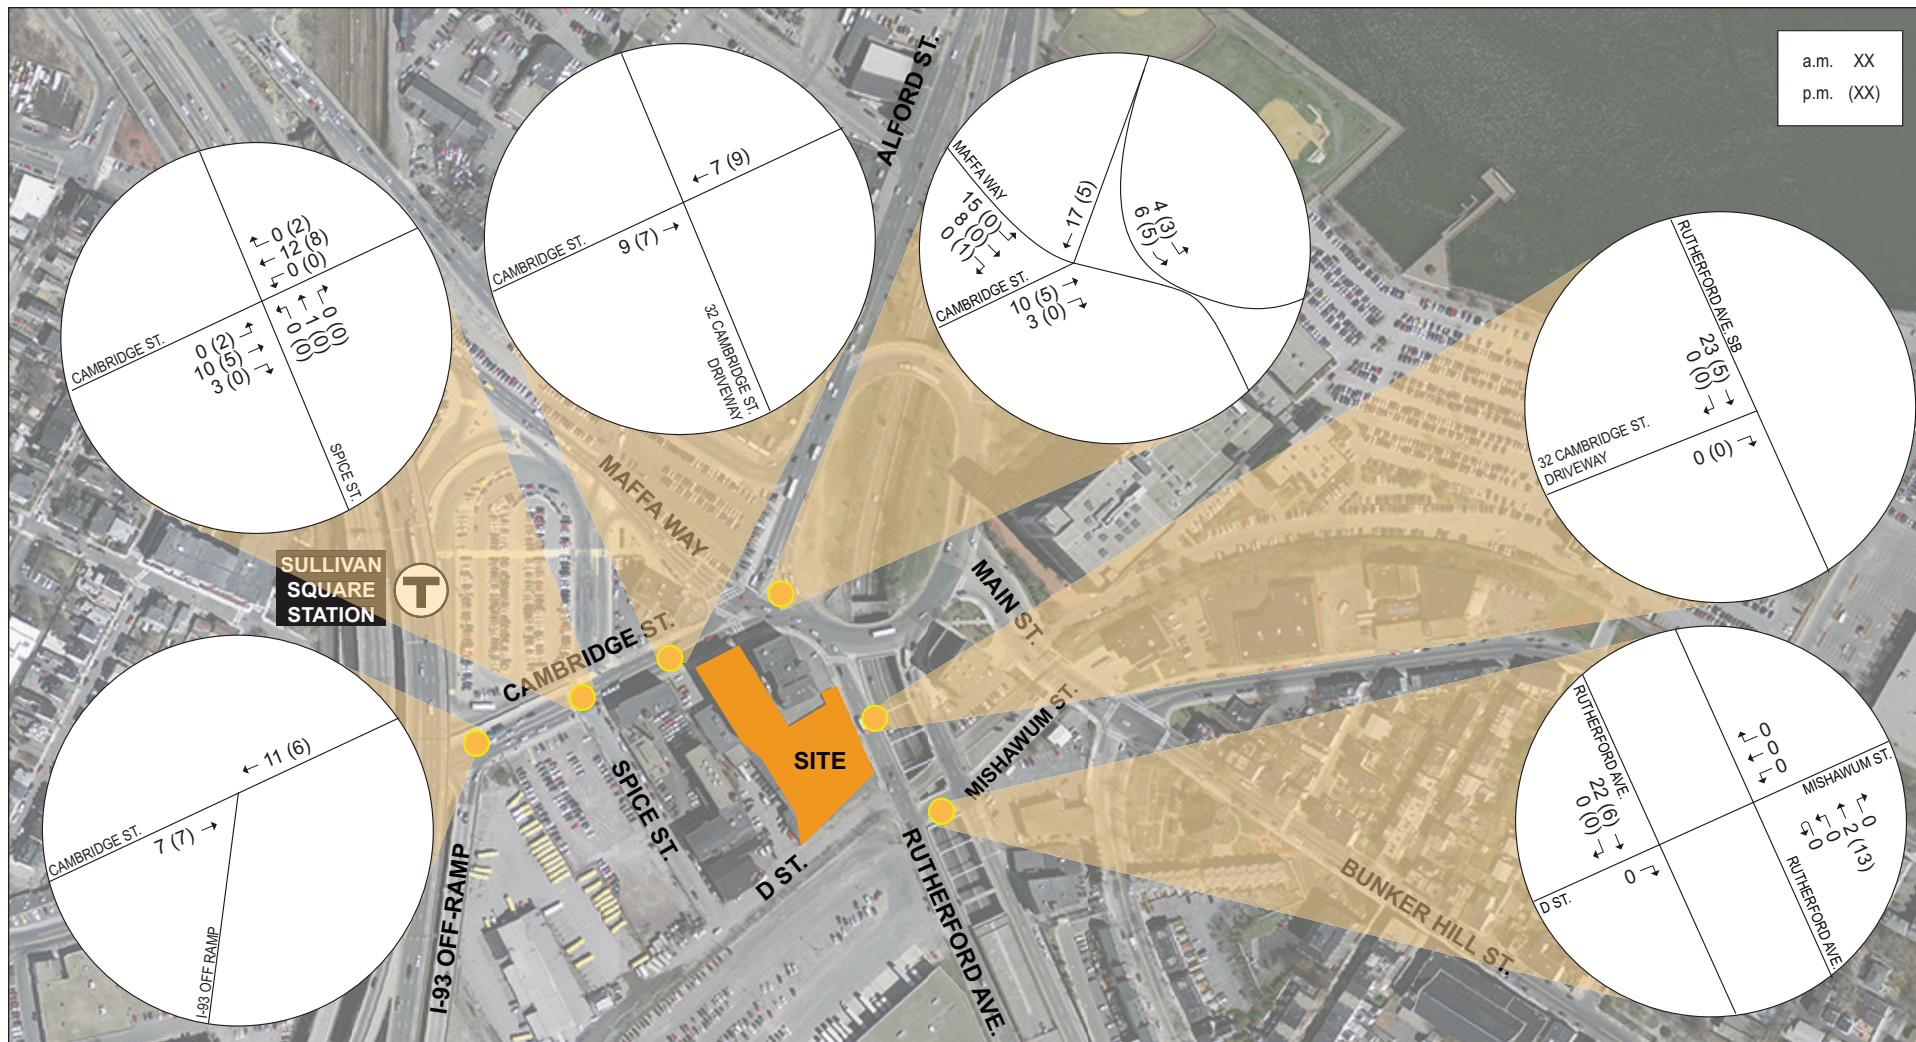 a.m. XX
p.m. (XX)
ALFORD ST.
MAFFA WAY
MAIN ST.
MISHAWUM ST.
CAMBRIDGE ST.
SPICE ST.
D ST.
SITE
RUTHERFORD AVE.
BUNKER HILL ST.
I-93 OFF-RAMP
SULLIVAN
SQUARE
STATION
T
0 (2)
12 (8)
0 (0)
CAMBRIDGE ST.
0 (2)
10 (5)
3 (0)
0 (0)
1 (0)
0 (0)
SPICE ST.
7 (9)
CAMBRIDGE ST.
9 (7)
32 CAMBRIDGE ST.
DRIVEWAY
MAFFA WAY
15 (0)
8 (0)
0 (1)
17 (5)
4 (3)
6 (5)
CAMBRIDGE ST.
10 (5)
3 (0)
RUTHERFORD AVE. SB
23 (5)
0 (0)
32 CAMBRIDGE ST.
DRIVEWAY
0 (0)
11 (6)
CAMBRIDGE ST.
7 (7)
I-93 OFF RAMP
RUTHERFORD AVE.
22 (6)
0 (0)
0
0
0
MISHAWUM ST.
0
2 (13)
0
0
D ST.
0
RUTHERFORD AVE.